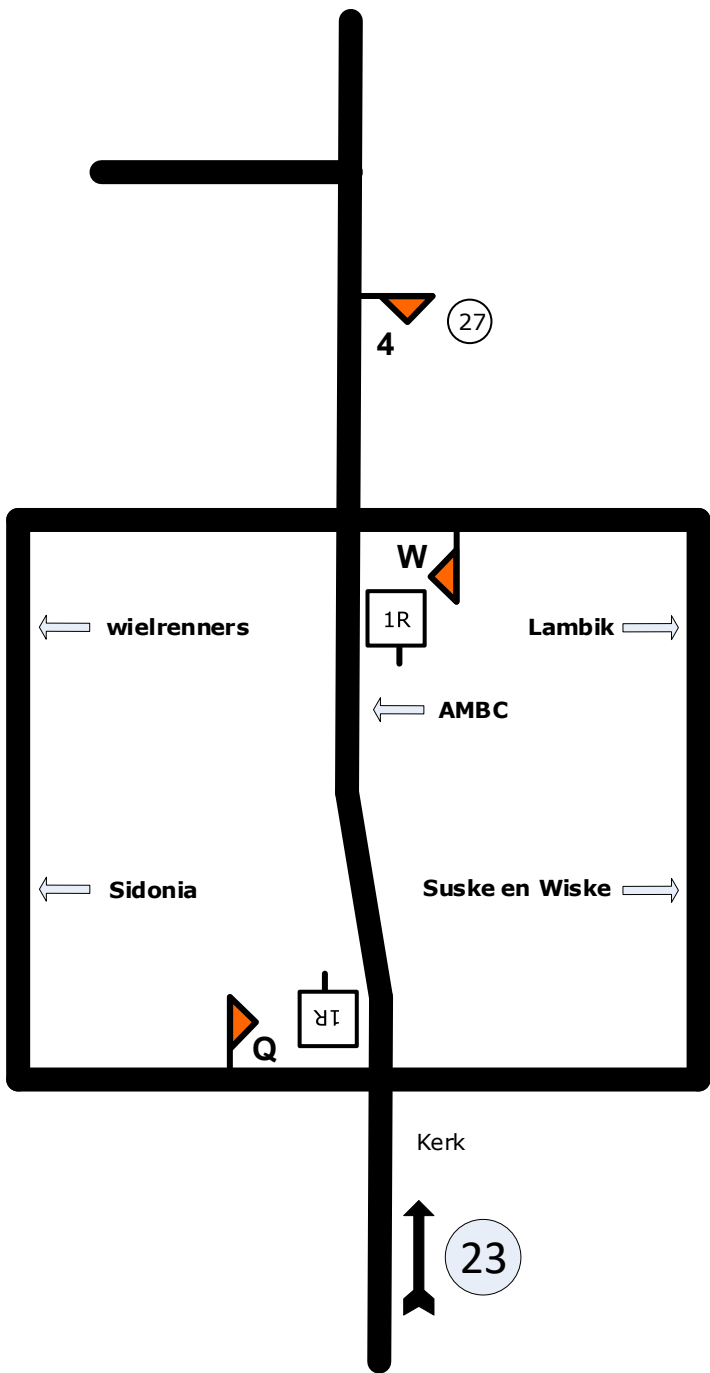 27
4
W
1R
wielrenners
Lambik
AMBC
Sidonia
Suske en Wiske
1R
Q
Kerk
23